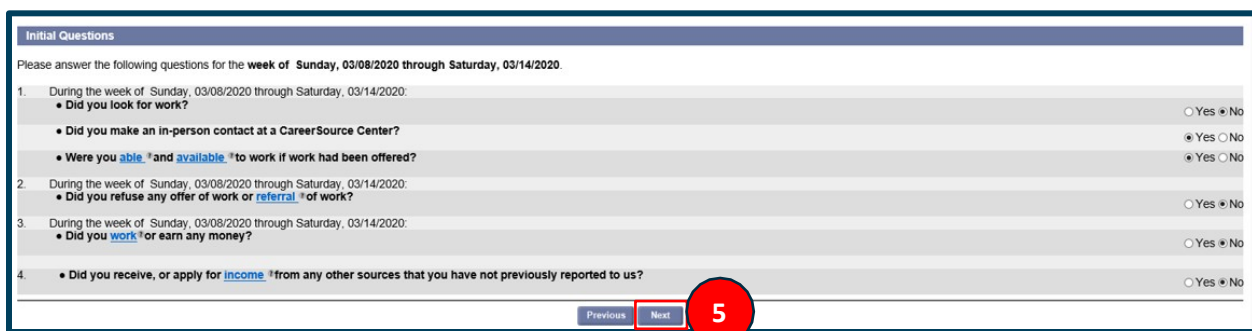 Initial Questions
Please answer the following questions for the week of Sunday, 03/08/2020 through Saturday, 03/14/2020.
1. During the week of Sunday, 03/08/2020 through Saturday, 03/14/2020:
• Did you look for work?
Yes No
• Did you make an in-person contact at a CareerSource Center?
Yes No
• Were you able ? and available ? to work if work had been offered?
Yes No
2. During the week of Sunday, 03/08/2020 through Saturday, 03/14/2020:
• Did you refuse any offer of work or referral ? of work?
Yes No
3. During the week of Sunday, 03/08/2020 through Saturday, 03/14/2020:
• Did you work ? or earn any money?
Yes No
4. • Did you receive, or apply for income ? from any other sources that you have not previously reported to us?
Yes No
Previous Next 5